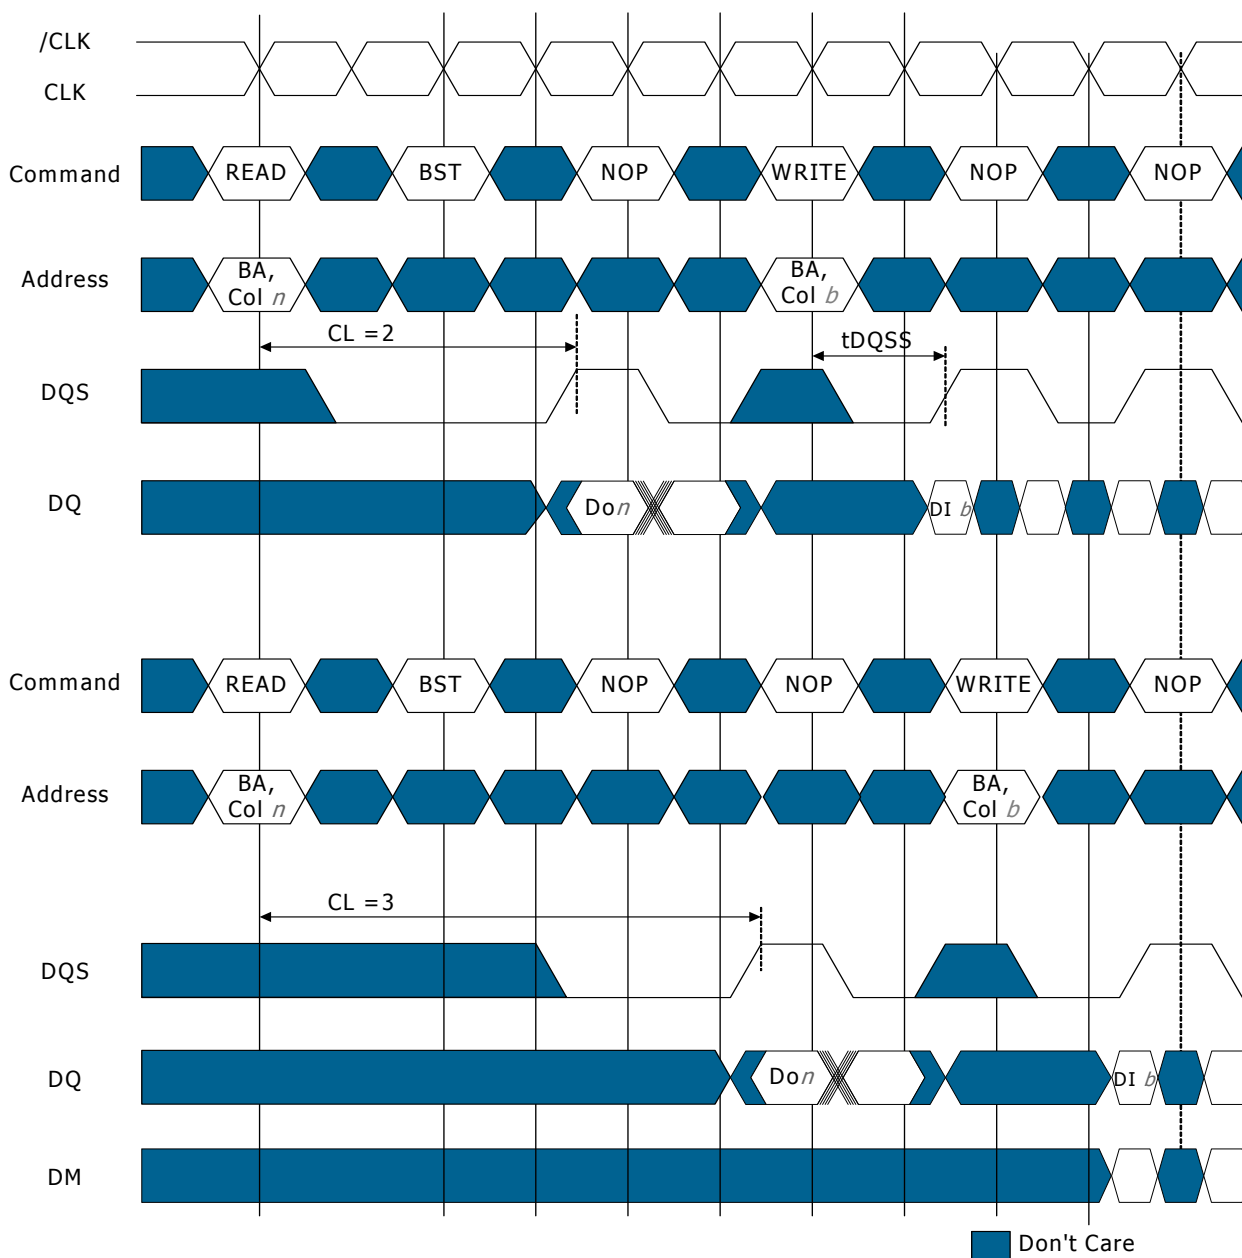 /CLK
CLK
Command READ BST NOP WRITE NOP NOP
Address BA, Col n BA, Col b
CL =2 tDQSS
DQS
DQ Don DI b
Command READ BST NOP NOP WRITE NOP
Address BA, Col n BA, Col b
CL =3
DQS
DQ Don DI b
DM
Don't Care